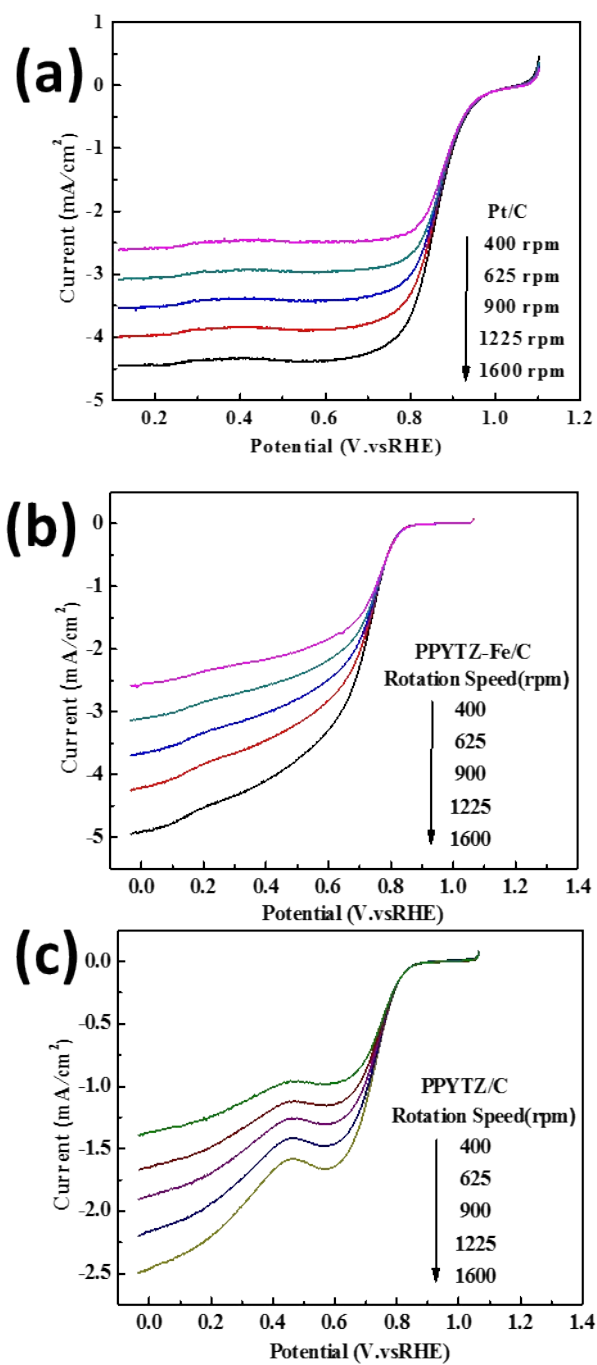 (a)
1
0
-1
-2
-3
-4
-5
Current (mA/cm²)
Pt/C
400 rpm
625 rpm
900 rpm
1225 rpm
1600 rpm
0.2 0.4 0.6 0.8 1.0 1.2
Potential (V.vsRHE)
(b)
0
-1
-2
-3
-4
-5
Current (mA/cm²)
PPYTZ-Fe/C
Rotation Speed(rpm)
400
625
900
1225
1600
0.0 0.2 0.4 0.6 0.8 1.0 1.2 1.4
Potential (V.vsRHE)
(c)
0.0
-0.5
-1.0
-1.5
-2.0
-2.5
Current (mA/cm²)
PPYTZ/C
Rotation Speed(rpm)
400
625
900
1225
1600
0.0 0.2 0.4 0.6 0.8 1.0 1.2 1.4
Potential (V.vsRHE)